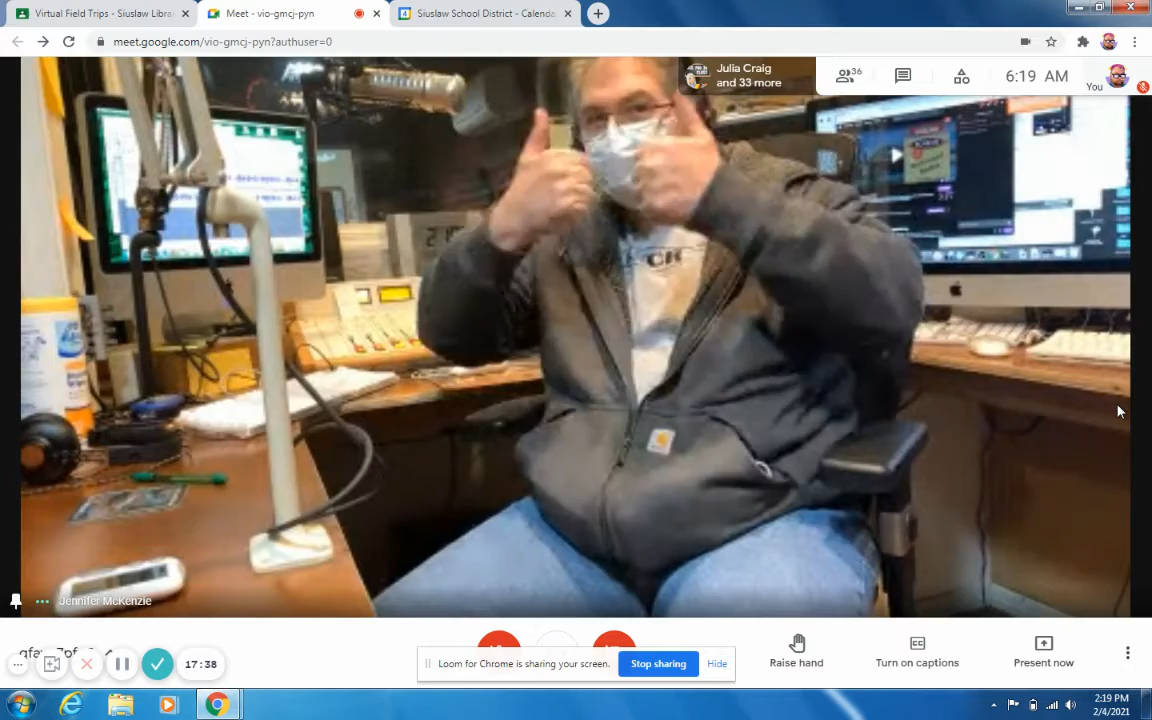 Virtual Field Trips - Siuslaw Libra
Meet - vio-gmcj-pyn
Siuslaw School District - Calenda
meet.google.com/vio-gmcj-pyn?authuser=0
Julia Craig
and 33 more
36
6:19 AM
You
Jennifer McKenzie
17:38
Loom for Chrome is sharing your screen.
Stop sharing
Hide
Raise hand
Turn on captions
Present now
2:19 PM
2/4/2021